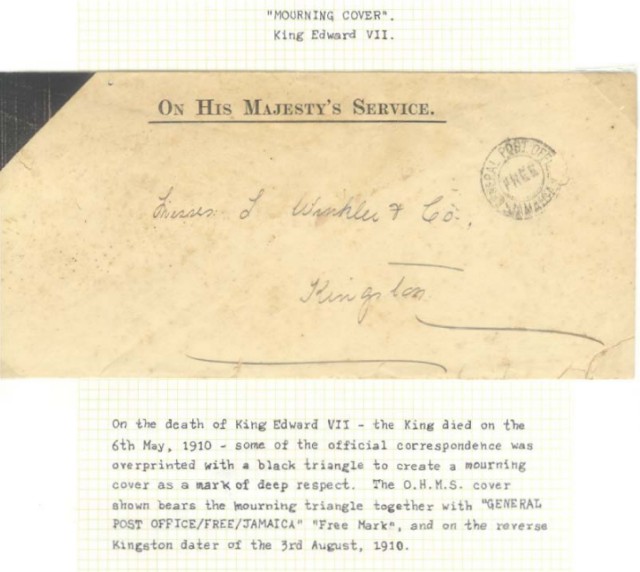 "MOURNING COVER".
King Edward VII.
ON HIS MAJESTY'S SERVICE.
GENERAL POST OFFICE
FREE
JAMAICA
Messrs L Winkler & Co.,
Kingston
On the death of King Edward VII - the King died on the
6th May, 1910 - some of the official correspondence was
overprinted with a black triangle to create a mourning
cover as a mark of deep respect. The O.H.M.S. cover
shown bears the mourning triangle together with "GENERAL
POST OFFICE/FREE/JAMAICA" "Free Mark", and on the reverse
Kingston dater of the 3rd August, 1910.